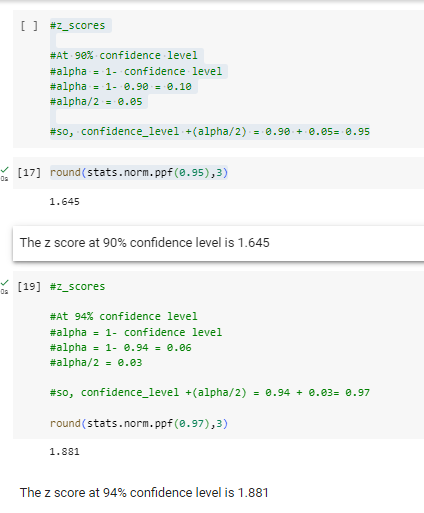 [ ] #z_scores
#At 90% confidence level
#alpha = 1- confidence level
#alpha = 1- 0.90 = 0.10
#alpha/2 = 0.05
#so, confidence_level +(alpha/2) = 0.90 + 0.05= 0.95
0s [17] round(stats.norm.ppf(0.95),3)
1.645
The z score at 90% confidence level is 1.645
0s [19] #z_scores
#At 94% confidence level
#alpha = 1- confidence level
#alpha = 1- 0.94 = 0.06
#alpha/2 = 0.03
#so, confidence_level +(alpha/2) = 0.94 + 0.03= 0.97
round(stats.norm.ppf(0.97),3)
1.881
The z score at 94% confidence level is 1.881